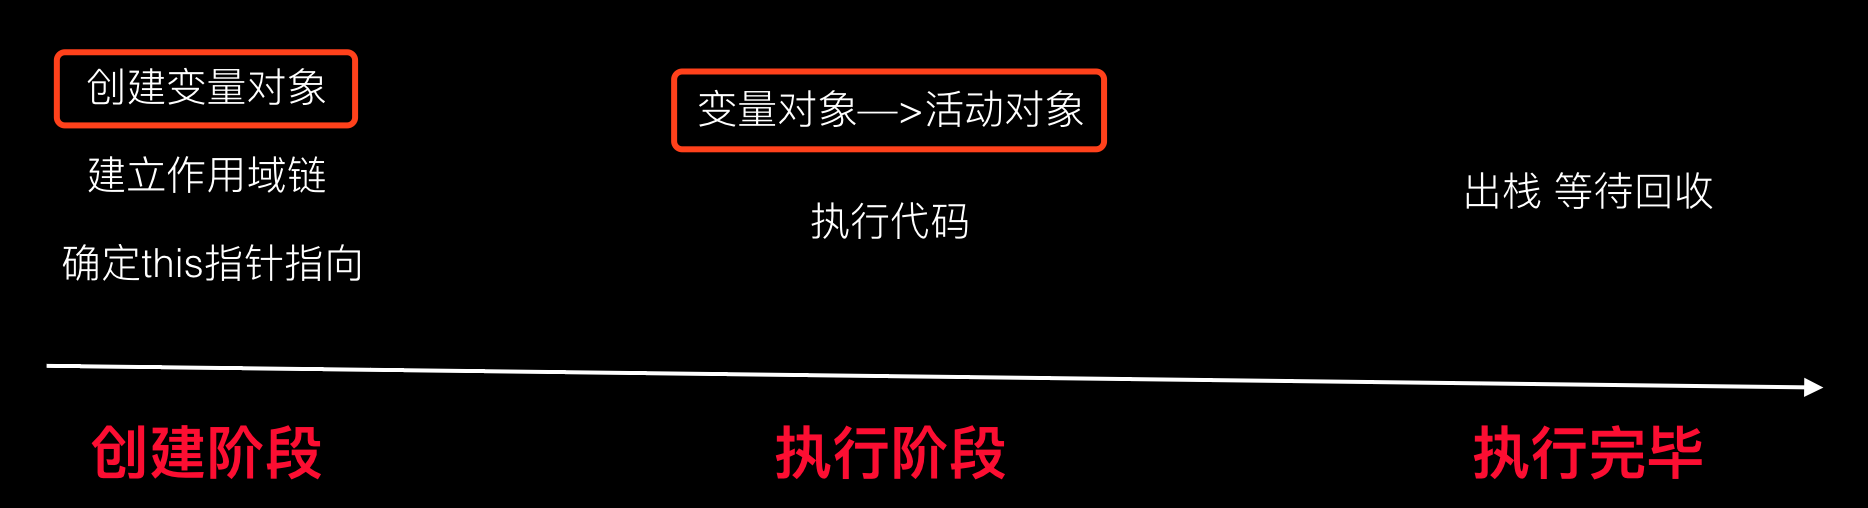 创建变量对象
建立作用域链
确定this指针指向
变量对象—>活动对象
执行代码
出栈 等待回收
创建阶段
执行阶段
执行完毕